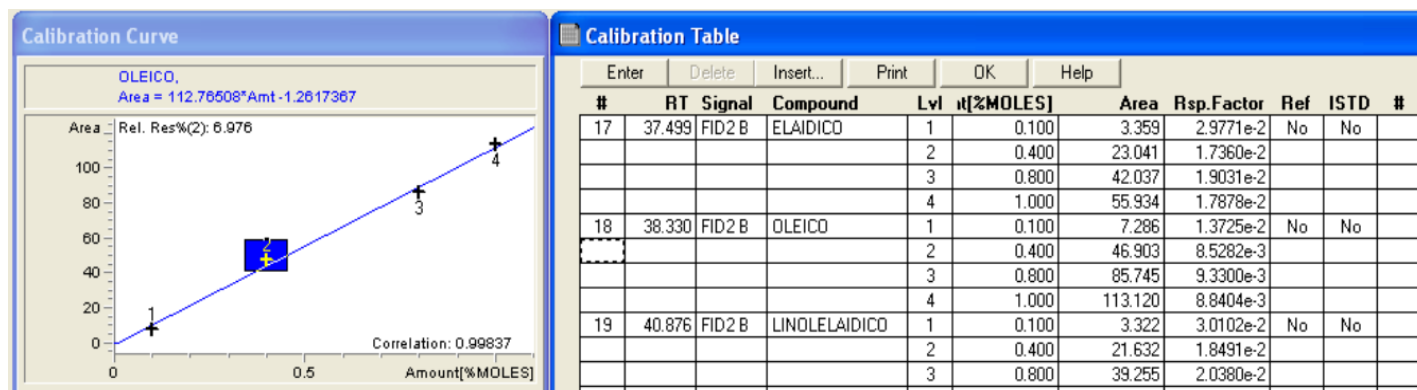 Calibration Curve
OLEICO,
Area = 112.76508*Amt -1.2617367
Area
Rel. Res%(2): 6.976
100
80
60
40
20
0
1
2
3
4
Correlation: 0.99837
0
0.5
Amount[%MOLES]
Calibration Table
Enter Delete Insert... Print OK Help
# RT Signal Compound Lvl ıt[%MOLES] Area Rsp.Factor Ref ISTD #
17 37.499 FID2 B ELAIDICO 1 0.100 3.359 2.9771e-2 No No
2 0.400 23.041 1.7360e-2
3 0.800 42.037 1.9031e-2
4 1.000 55.934 1.7878e-2
18 38.330 FID2 B OLEICO 1 0.100 7.286 1.3725e-2 No No
2 0.400 46.903 8.5282e-3
3 0.800 85.745 9.3300e-3
4 1.000 113.120 8.8404e-3
19 40.876 FID2 B LINOLELAIDICO 1 0.100 3.322 3.0102e-2 No No
2 0.400 21.632 1.8491e-2
3 0.800 39.255 2.0380e-2